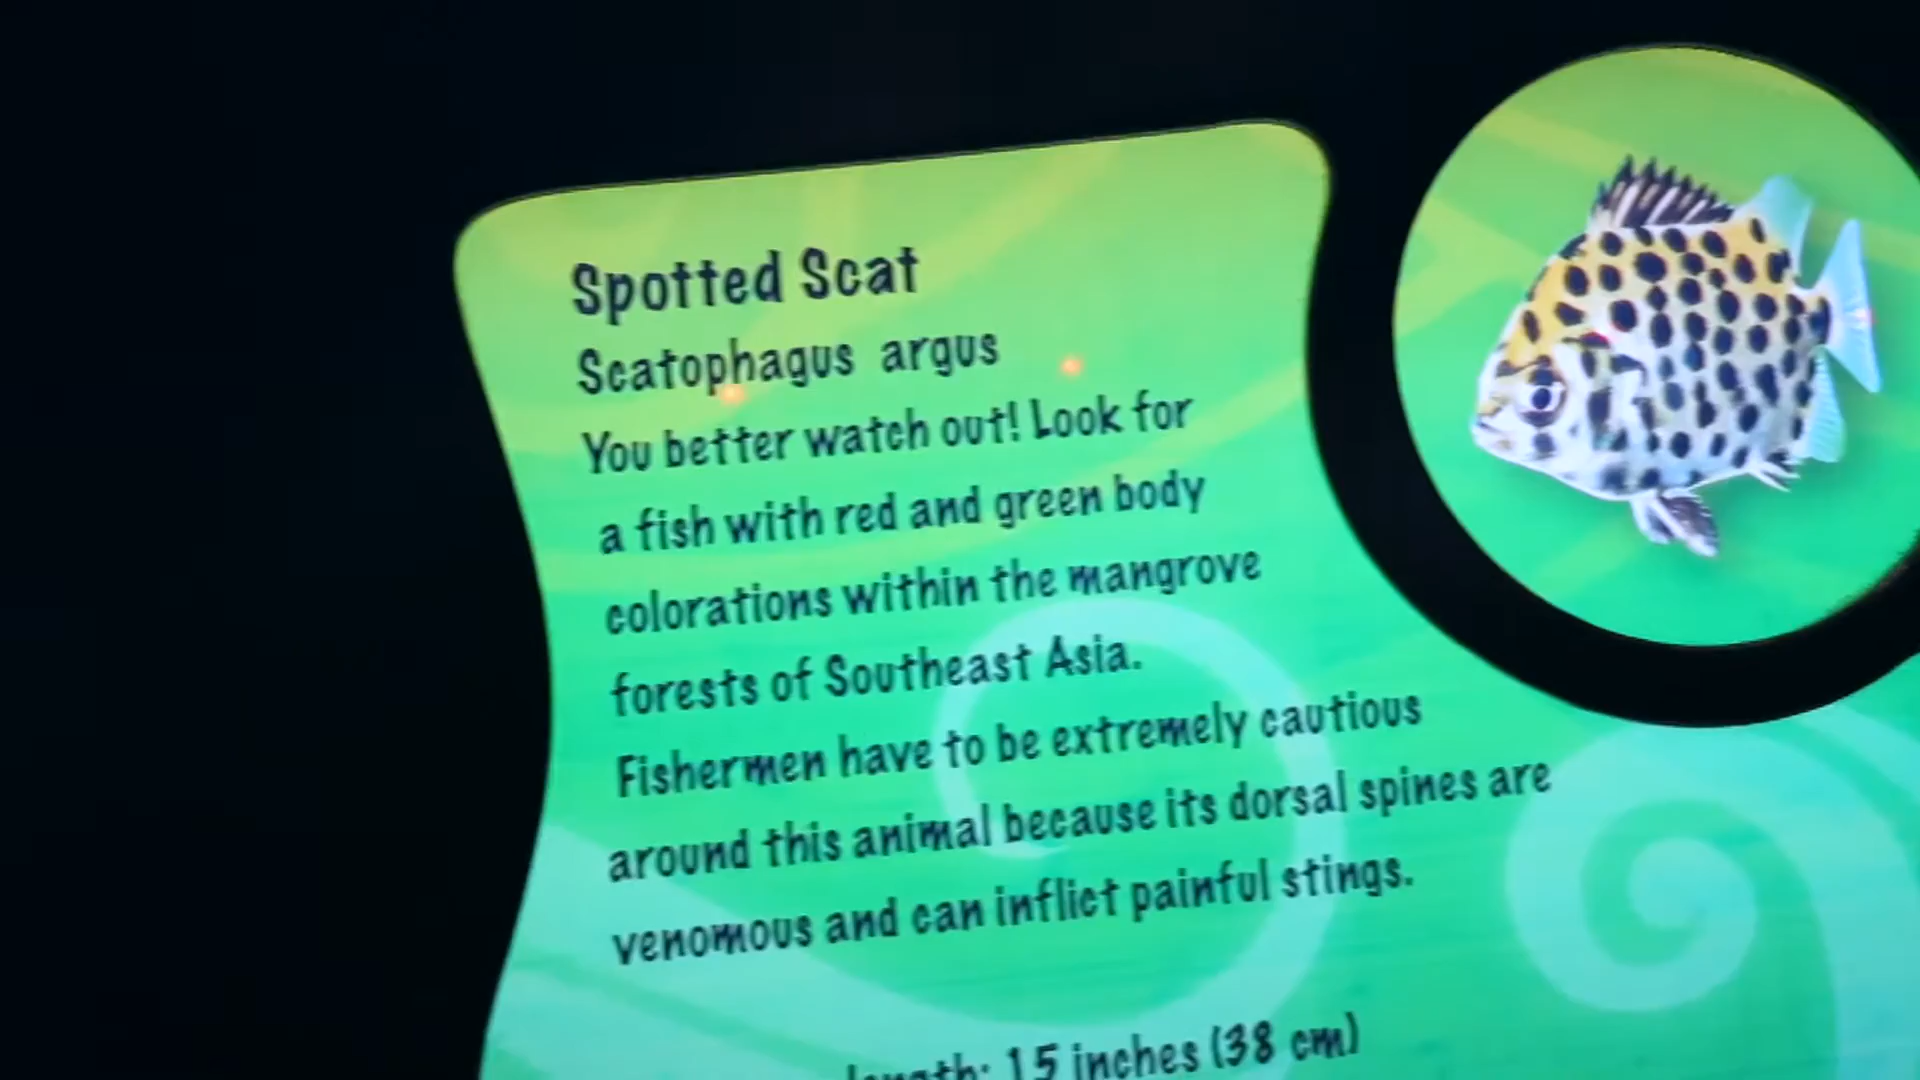 Spotted Scat
Scatophagus argus
You better watch out! Look for
a fish with red and green body
colorations within the mangrove
forests of Southeast Asia.
Fishermen have to be extremely cautious
around this animal because its dorsal spines are
venomous and can inflict painful stings.
length: 15 inches (38 cm)